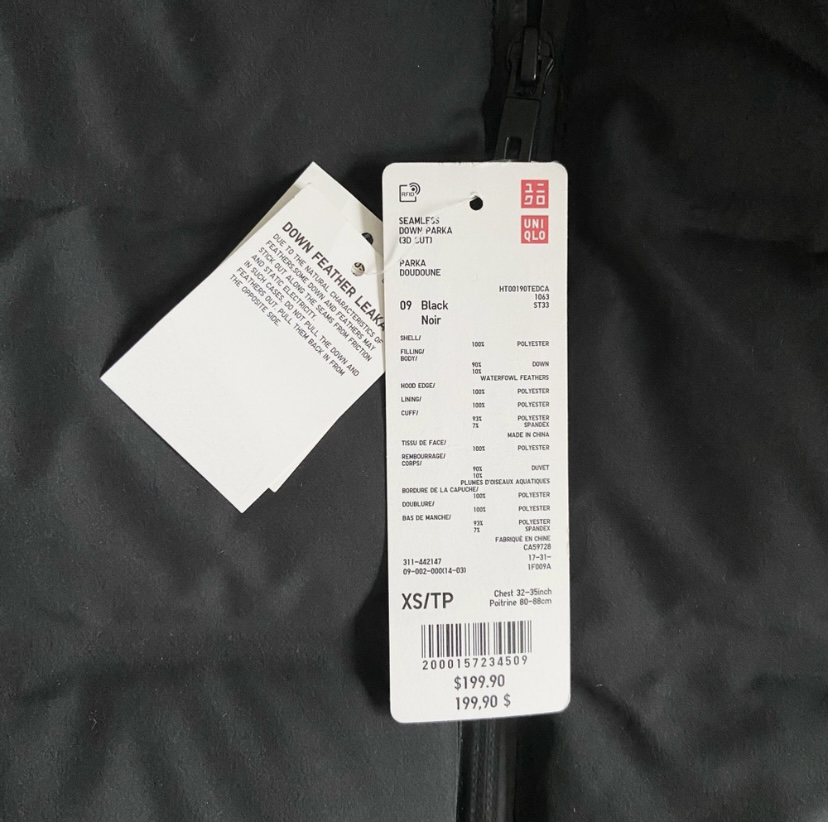 DOWN FEATHER LEAKA
DUE TO THE NATURAL CHARACTERISTICS OF
FEATHERS, SOME DOWN AND FEATHERS MAY
STICK OUT ALONG THE SEAMS FROM FRICTION
AND STATIC ELECTRICITY.
IN SUCH CASES, DO NOT PULL THE DOWN AND
FEATHERS OUT. PULL THEM BACK IN FROM
THE OPPOSITE SIDE.
RFID
ユニ
クロ
UNI
QLO
SEAMLESS
DOWN PARKA
(3D CUT)
PARKA
DOUDOUNE
HT00190TEDCA
1063
ST33
09 Black
Noir
SHELL/
100% POLYESTER
FILLING/
BODY/
90% DOWN
10%
WATERFOWL FEATHERS
HOOD EDGE/
100% POLYESTER
LINING/
100% POLYESTER
CUFF/
93% POLYESTER
7% SPANDEX
MADE IN CHINA
TISSU DE FACE/
100% POLYESTER
REMBOURRAGE/
CORPS/
90% DUVET
10%
PLUMES D'OISEAUX AQUATIQUES
BORDURE DE LA CAPUCHE/
100% POLYESTER
DOUBLURE/
100% POLYESTER
BAS DE MANCHE/
93% POLYESTER
7% SPANDEX
FABRIQUÉ EN CHINE
CA59728
311-442147 17-31-
09-002-000(14-03) 1F009A
XS/TP
Chest 32-35inch
Poitrine 80-88cm
2000157234509
$199.90
199,90 $